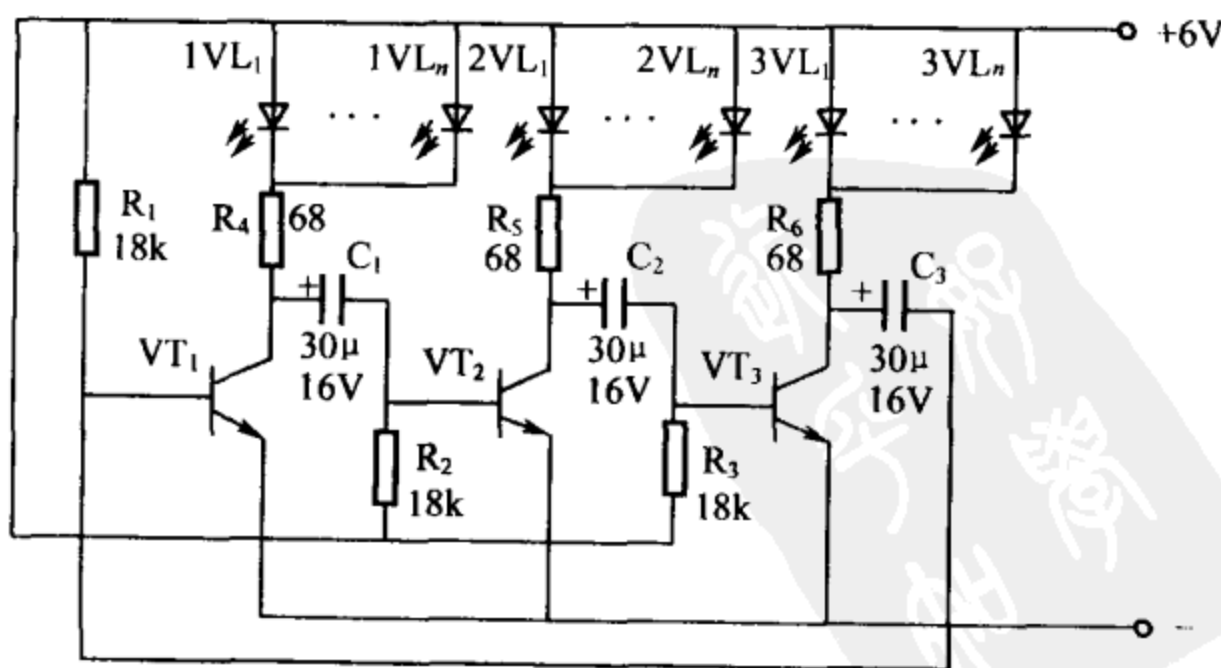 +6V
1VL₁
1VLₙ
2VL₁
2VLₙ
3VL₁
3VLₙ
...
...
...
R₁
18k
R₄
68
C₁
+
30μ
16V
R₅
68
C₂
+
30μ
16V
R₆
68
C₃
+
30μ
16V
VT₁
VT₂
VT₃
R₂
18k
R₃
18k
-